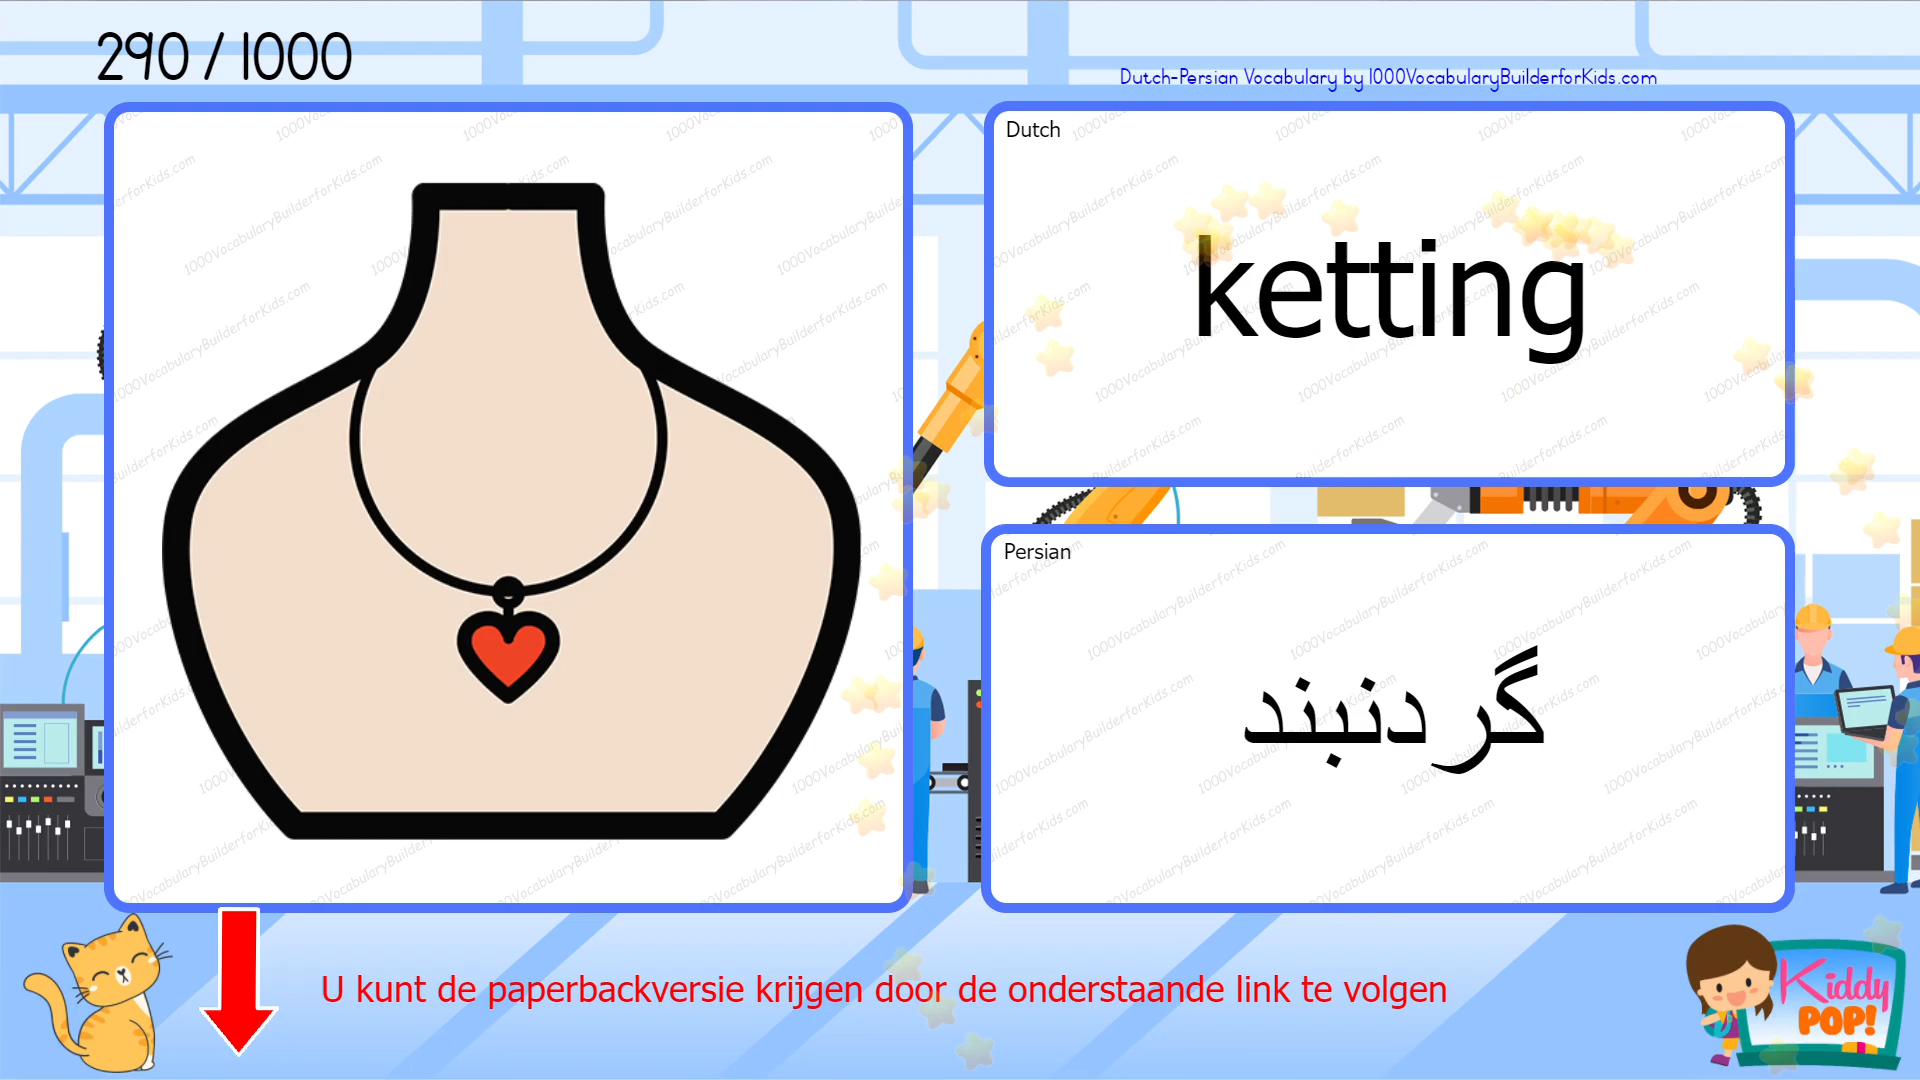 290 / 1000
Dutch-Persian Vocabulary by 1000VocabularyBuilderforKids.com
Dutch
ketting
Persian
گردنبند
U kunt de paperbackversie krijgen door de onderstaande link te volgen
Kiddy
POP!